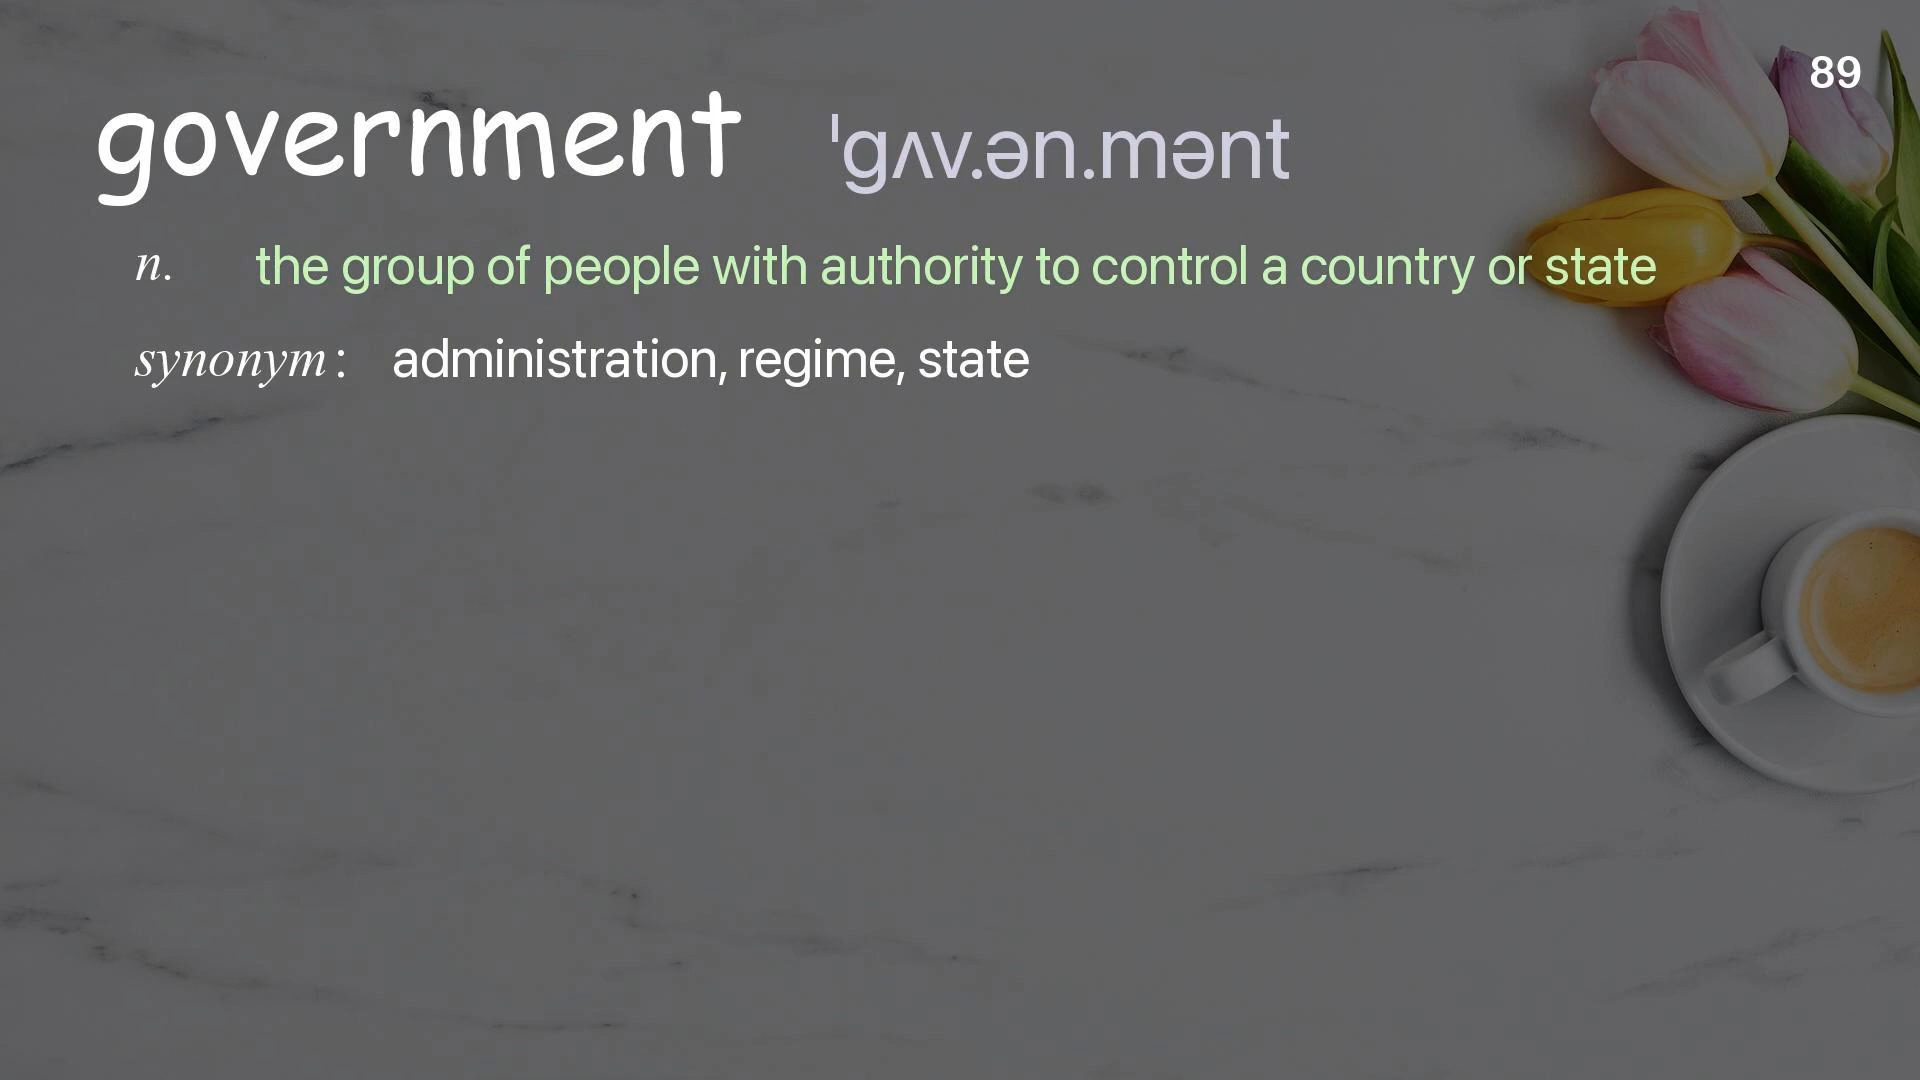 89
government ˈɡʌv.ən.mənt
n. the group of people with authority to control a country or state
synonym: administration, regime, state